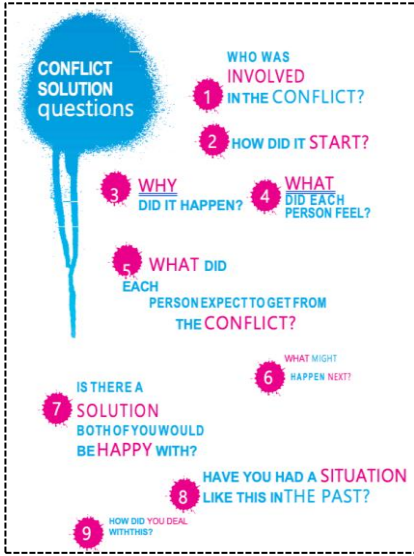 CONFLICT
SOLUTION
questions
1
WHO WAS
INVOLVED
IN THE CONFLICT?
2
HOW DID IT START?
3
WHY
DID IT HAPPEN?
4
WHAT
DID EACH
PERSON FEEL?
5
WHAT DID
EACH
PERSON EXPECT TO GET FROM
THE CONFLICT?
6
WHAT MIGHT
HAPPEN NEXT?
7
IS THERE A
SOLUTION
BOTH OF YOU WOULD
BE HAPPY WITH?
8
HAVE YOU HAD A SITUATION
LIKE THIS IN THE PAST?
9
HOW DID YOU DEAL
WITHTHIS?